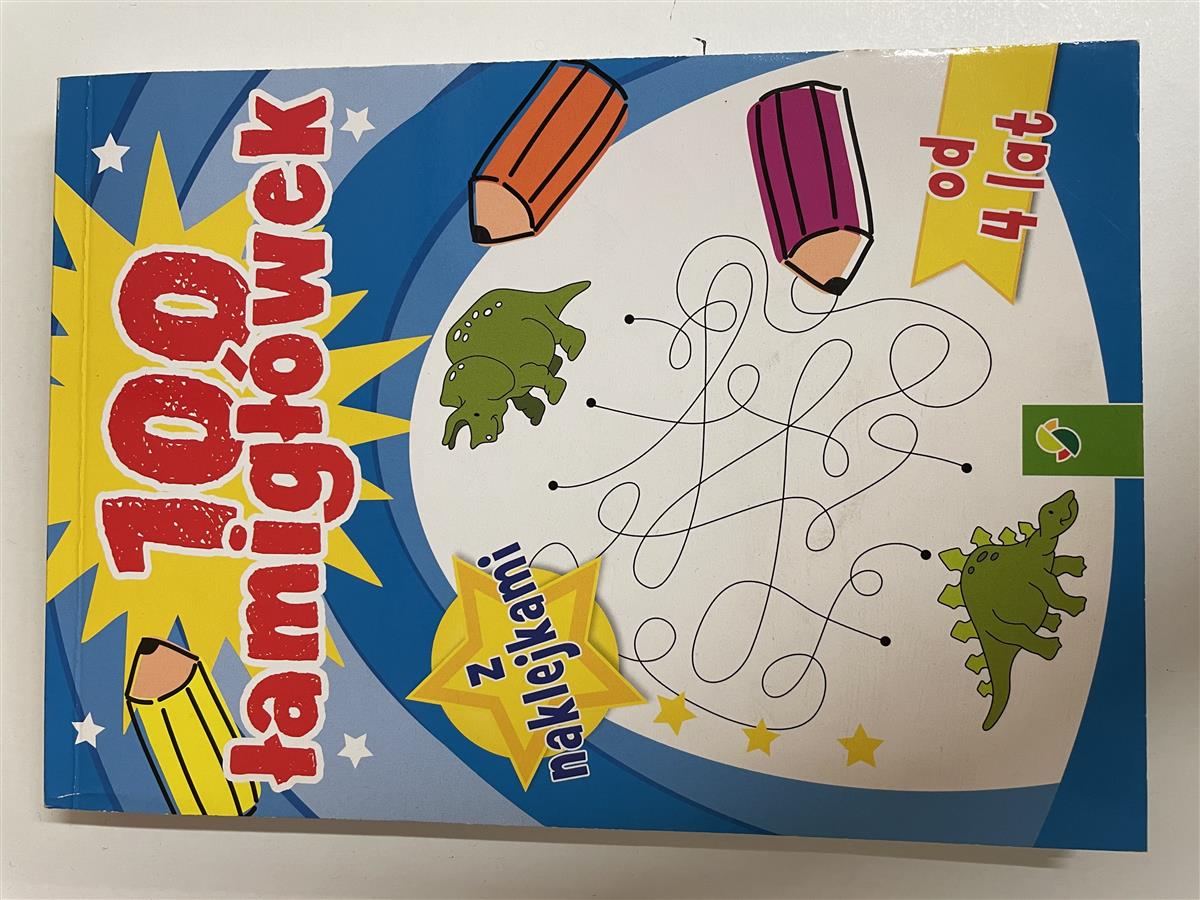 100
łamigłówek
od
4 lat
z
naklejkami